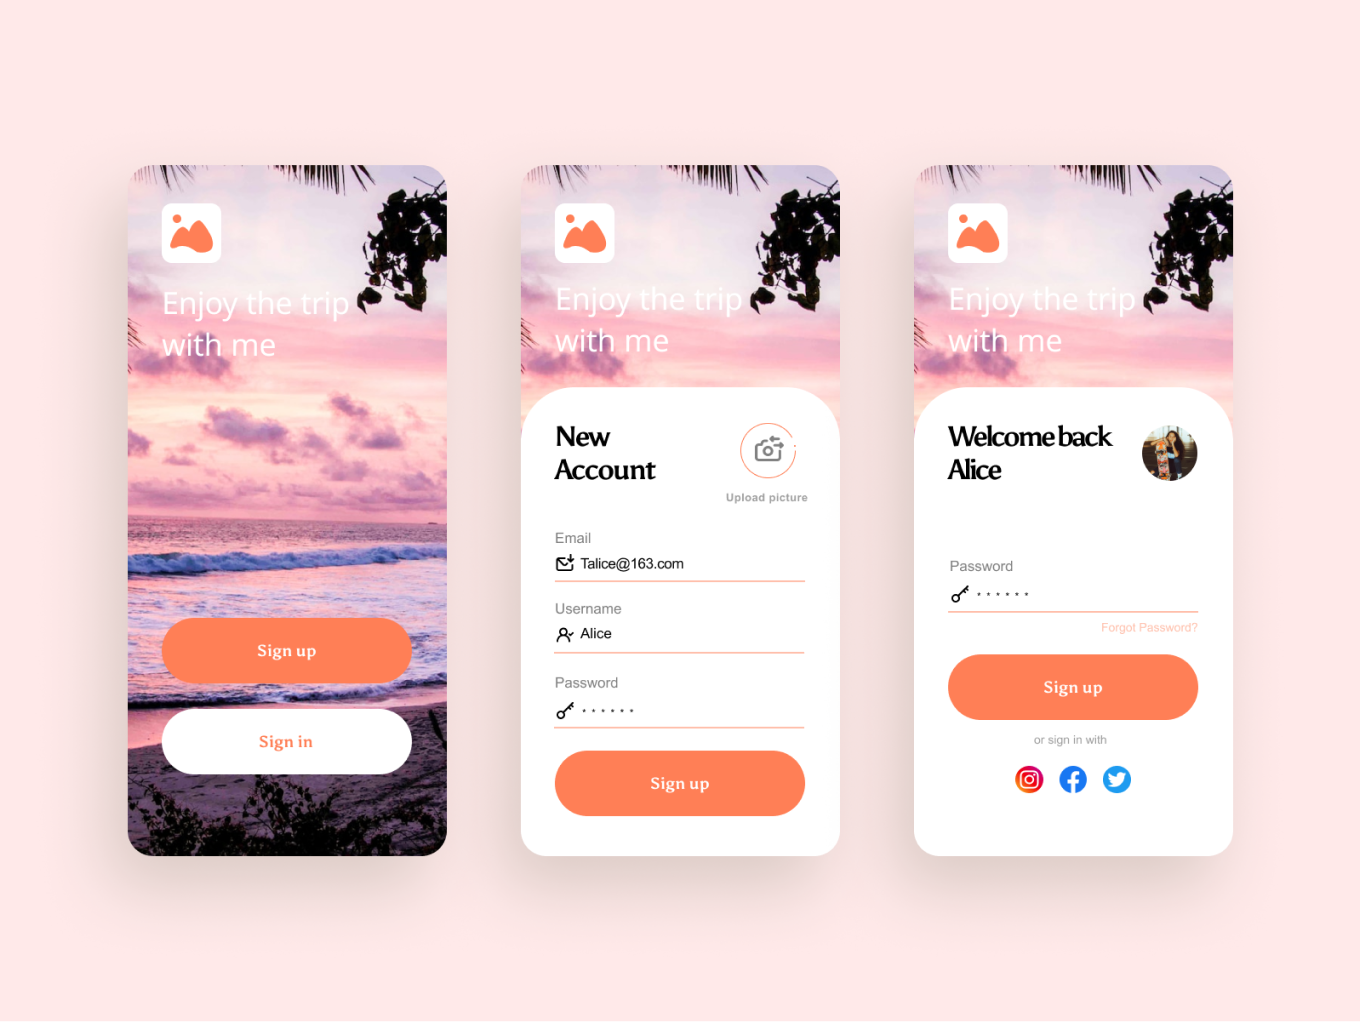 Enjoy the trip
with me
Sign up
Sign in
Enjoy the trip
with me
New
Account
Upload picture
Email
Talice@163.com
Username
Alice
Password
* * * * * *
Sign up
Enjoy the trip
with me
Welcome back
Alice
Password
* * * * * *
Forgot Password?
Sign up
or sign in with